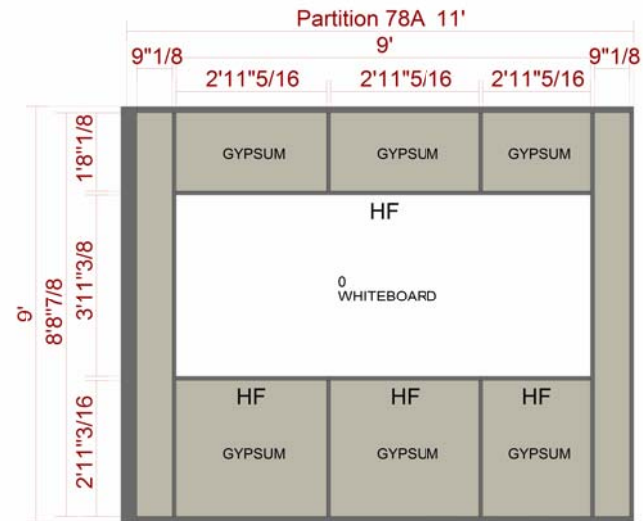 Partition 78A 11'
9"1/8
9'
9"1/8
2'11"5/16
2'11"5/16
2'11"5/16
9'
8'8"7/8
1'8"1/8
3'11"3/8
2'11"3/16
GYPSUM
GYPSUM
GYPSUM
HF
0
WHITEBOARD
HF
HF
HF
GYPSUM
GYPSUM
GYPSUM